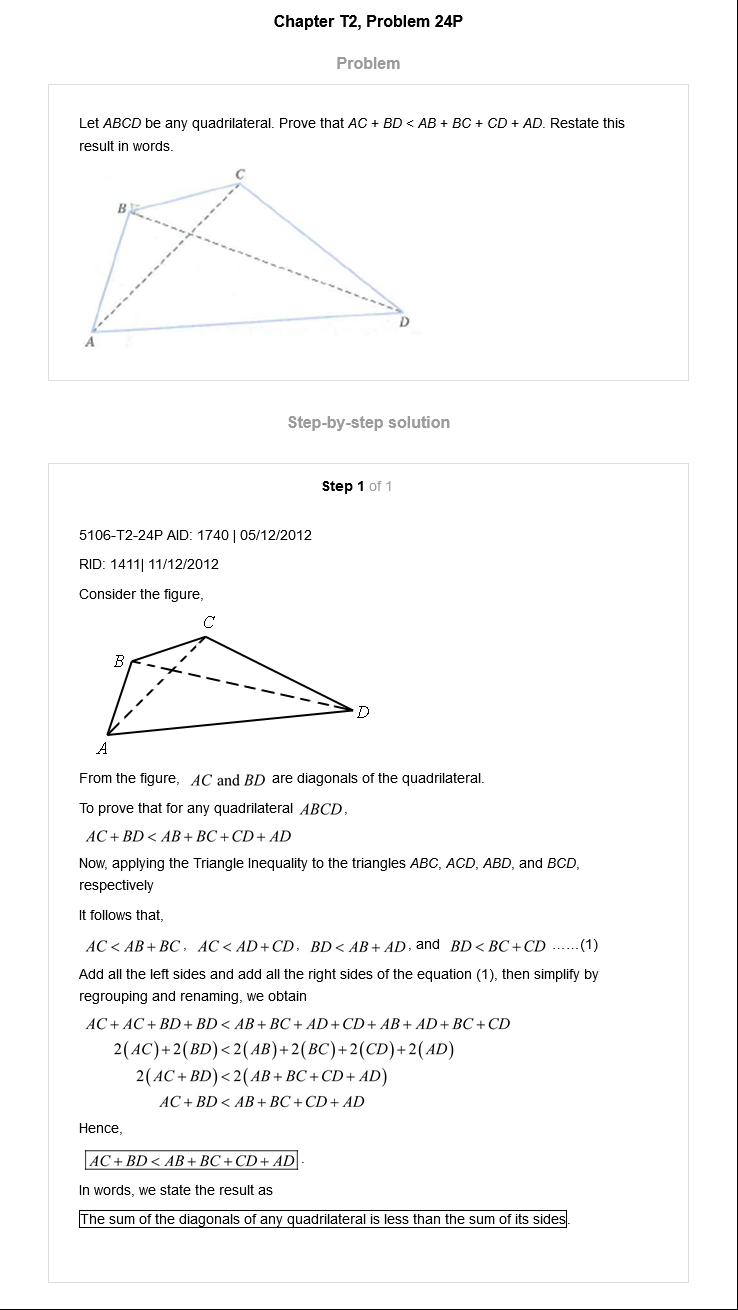 Chapter T2, Problem 24P
Problem
Let ABCD be any quadrilateral. Prove that AC + BD < AB + BC + CD + AD. Restate this
result in words.
C
B
D
A
Step-by-step solution
Step 1 of 1
5106-T2-24P AID: 1740 | 05/12/2012
RID: 1411| 11/12/2012
Consider the figure,
C
B
D
A
From the figure, AC and BD are diagonals of the quadrilateral.
To prove that for any quadrilateral ABCD,
AC + BD < AB + BC + CD + AD
Now, applying the Triangle Inequality to the triangles ABC, ACD, ABD, and BCD,
respectively
It follows that,
AC < AB + BC, AC < AD + CD, BD < AB + AD, and BD < BC + CD ......(1)
Add all the left sides and add all the right sides of the equation (1), then simplify by
regrouping and renaming, we obtain
AC + AC + BD + BD < AB + BC + AD + CD + AB + AD + BC + CD
2(AC)+2(BD)<2(AB)+2(BC)+2(CD)+2(AD)
2(AC+BD)<2(AB+BC+CD+AD)
AC + BD < AB + BC + CD + AD
Hence,
AC + BD < AB + BC + CD + AD.
In words, we state the result as
The sum of the diagonals of any quadrilateral is less than the sum of its sides.